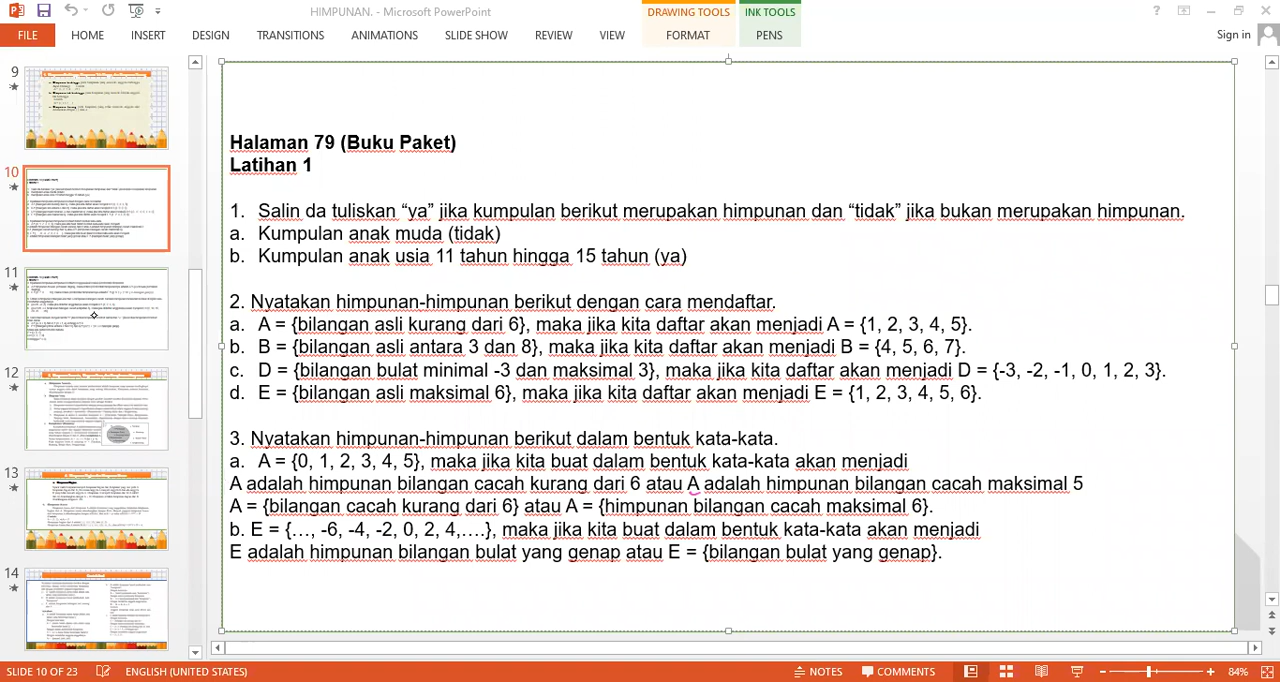 HIMPUNAN. - Microsoft PowerPoint
DRAWING TOOLS
INK TOOLS
FILE
HOME
INSERT
DESIGN
TRANSITIONS
ANIMATIONS
SLIDE SHOW
REVIEW
VIEW
FORMAT
PENS
Sign in
9
10
11
12
13
14
Halaman 79 (Buku Paket)
Latihan 1
1. Salin da tuliskan “ya” jika kumpulan berikut merupakan himpunan dan “tidak” jika bukan merupakan himpunan.
a. Kumpulan anak muda (tidak)
b. Kumpulan anak usia 11 tahun hingga 15 tahun (ya)
2. Nyatakan himpunan-himpunan berikut dengan cara mendaftar
a. A = {bilangan asli kurang dari 6}, maka jika kita daftar akan menjadi A = {1, 2, 3, 4, 5}.
b. B = {bilangan asli antara 3 dan 8}, maka jika kita daftar akan menjadi B = {4, 5, 6, 7}.
c. D = {bilangan bulat minimal -3 dan maksimal 3}, maka jika kita daftar akan menjadi D = {-3, -2, -1, 0, 1, 2, 3}.
d. E = {bilangan asli maksimal 6}, maka jika kita daftar akan menjadi E = {1, 2, 3, 4, 5, 6}.
3. Nyatakan himpunan-himpunan berikut dalam bentuk kata-kata
a. A = {0, 1, 2, 3, 4, 5}, maka jika kita buat dalam bentuk kata-kata akan menjadi
A adalah himpunan bilangan cacah kurang dari 6 atau A adalah himpunan bilangan cacah maksimal 5
A = {bilangan cacah kurang dari 6} atau A = {himpunan bilangan cacah maksimal 6}.
b. E = {…, -6, -4, -2, 0, 2, 4,….}, maka jika kita buat dalam bentuk kata-kata akan menjadi
E adalah himpunan bilangan bulat yang genap atau E = {bilangan bulat yang genap}.
SLIDE 10 OF 23
ENGLISH (UNITED STATES)
NOTES
COMMENTS
84%